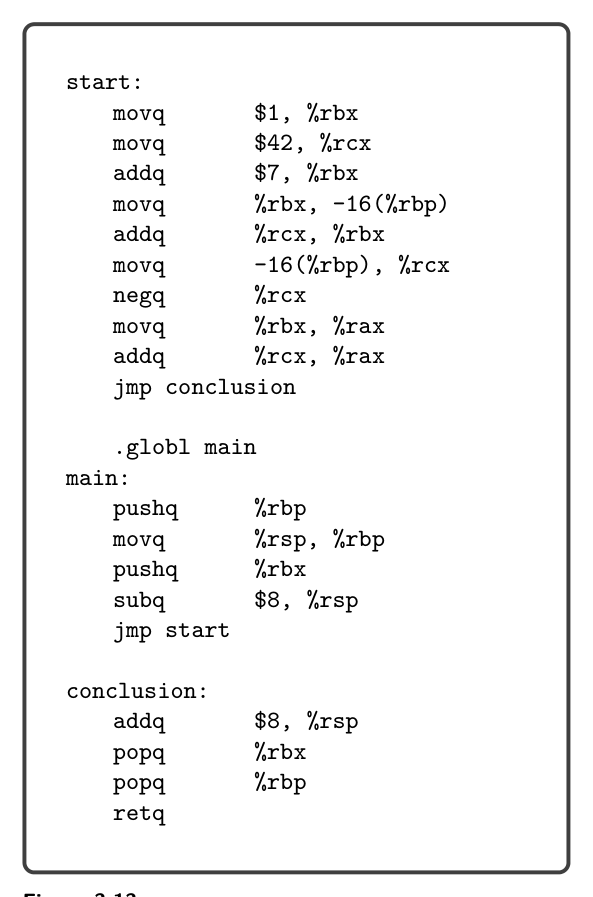 start:
movq $1, %rbx
movq $42, %rcx
addq $7, %rbx
movq %rbx, -16(%rbp)
addq %rcx, %rbx
movq -16(%rbp), %rcx
negq %rcx
movq %rbx, %rax
addq %rcx, %rax
jmp conclusion
.globl main
main:
pushq %rbp
movq %rsp, %rbp
pushq %rbx
subq $8, %rsp
jmp start
conclusion:
addq $8, %rsp
popq %rbx
popq %rbp
retq